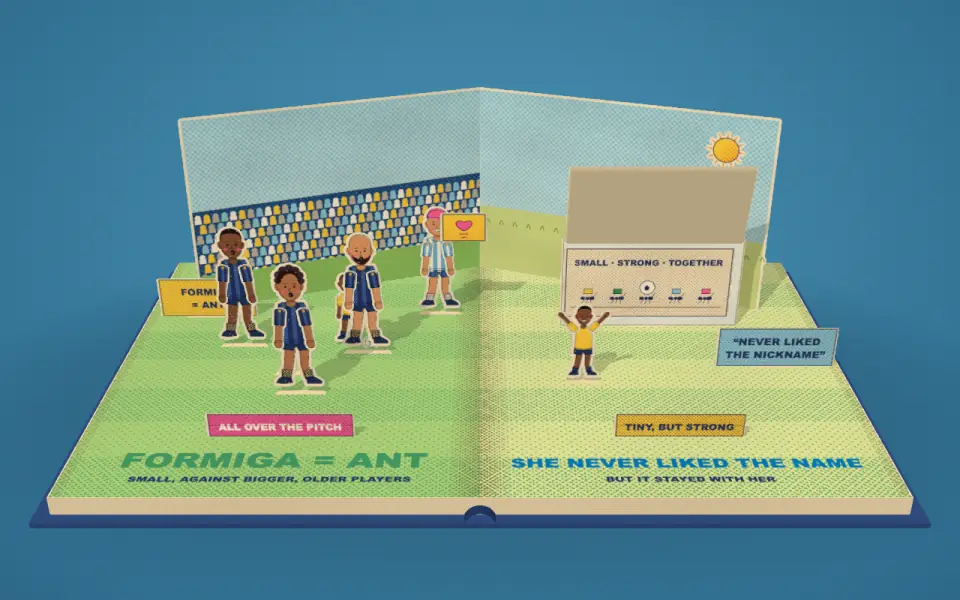 SMALL · STRONG · TOGETHER
FORMI
= AN
"NEVER LIKED
THE NICKNAME"
ALL OVER THE PITCH
TINY, BUT STRONG
FORMIGA = ANT
SMALL, AGAINST BIGGER, OLDER PLAYERS
SHE NEVER LIKED THE NAME
BUT IT STAYED WITH HER